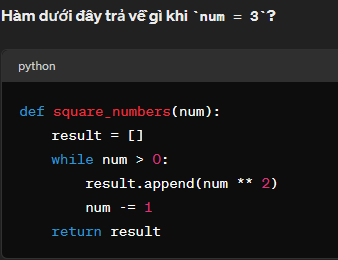 Hàm dưới đây trả về gì khi `num = 3`?
python
def square_numbers(num):
    result = []
    while num > 0:
        result.append(num ** 2)
        num -= 1
    return result